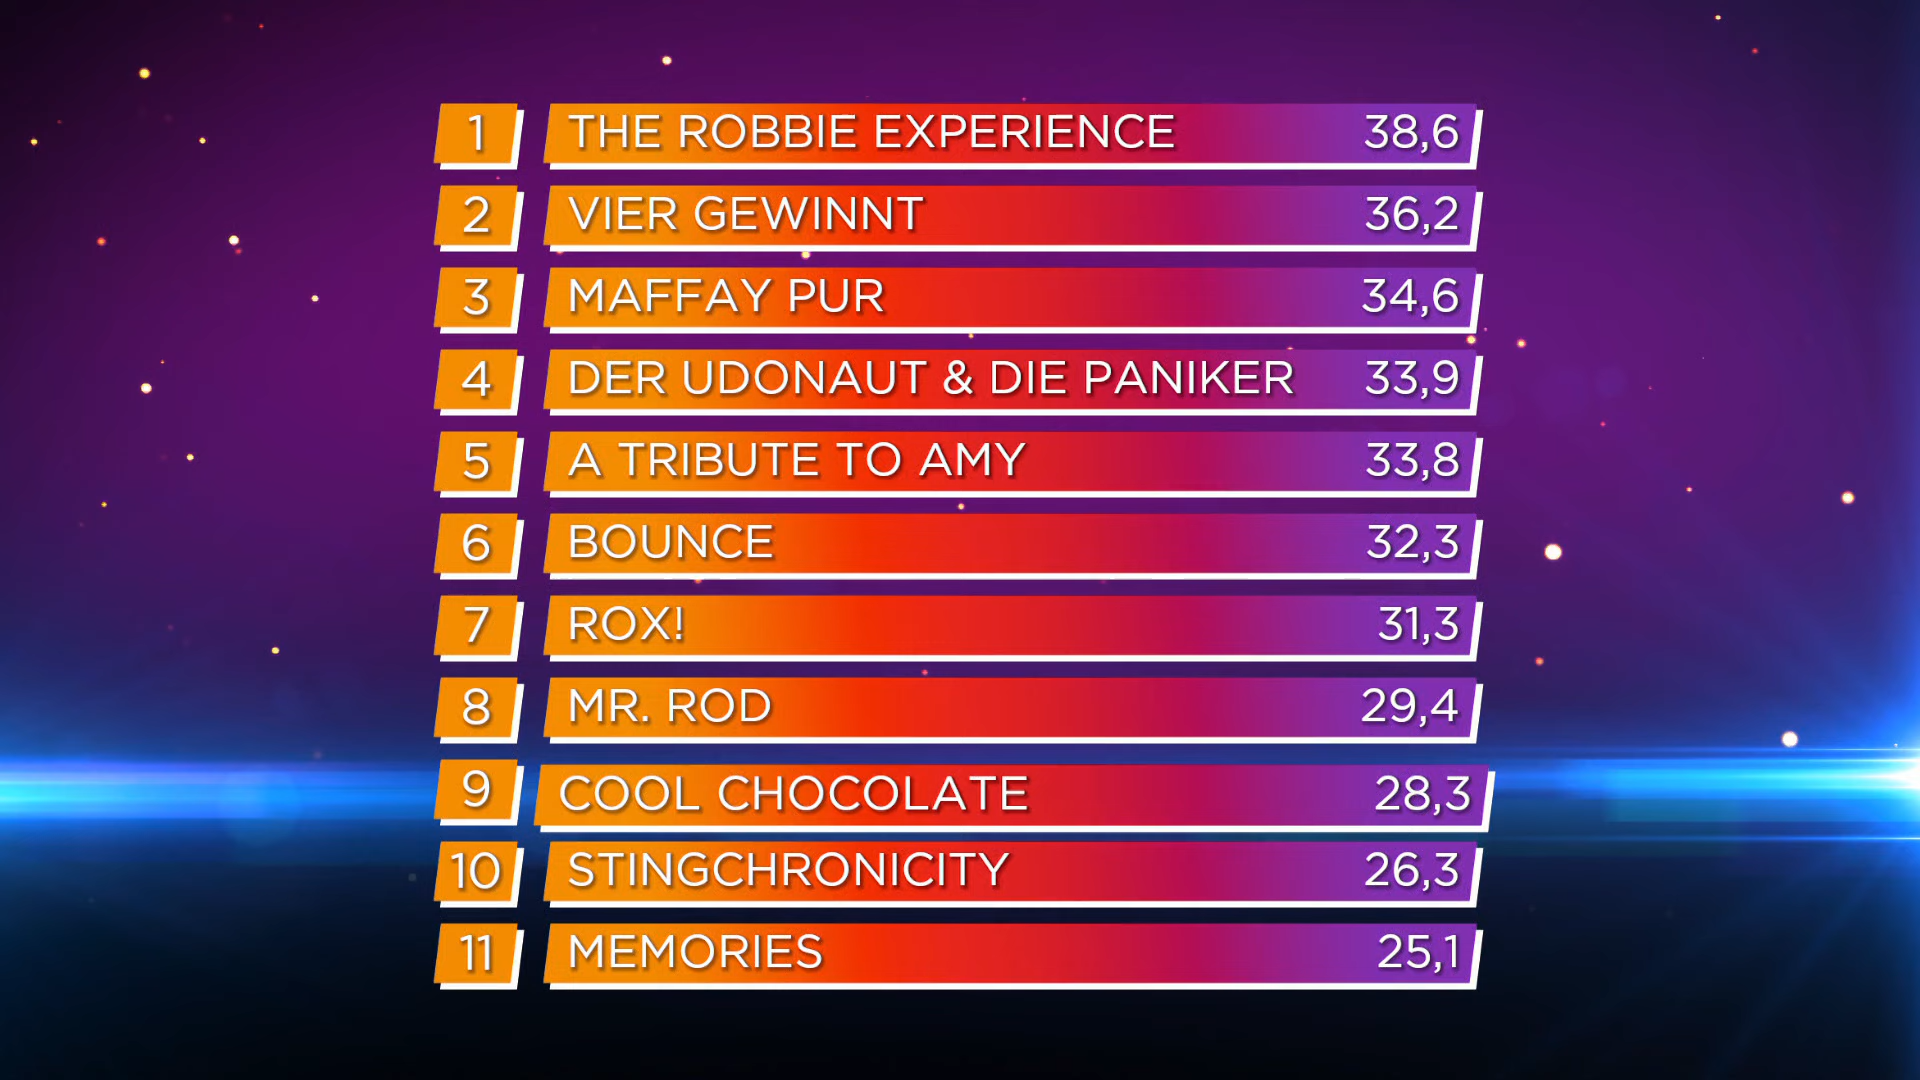 1 THE ROBBIE EXPERIENCE 38,6
2 VIER GEWINNT 36,2
3 MAFFAY PUR 34,6
4 DER UDONAUT & DIE PANIKER 33,9
5 A TRIBUTE TO AMY 33,8
6 BOUNCE 32,3
7 ROX! 31,3
8 MR. ROD 29,4
9 COOL CHOCOLATE 28,3
10 STINGCHRONICITY 26,3
11 MEMORIES 25,1